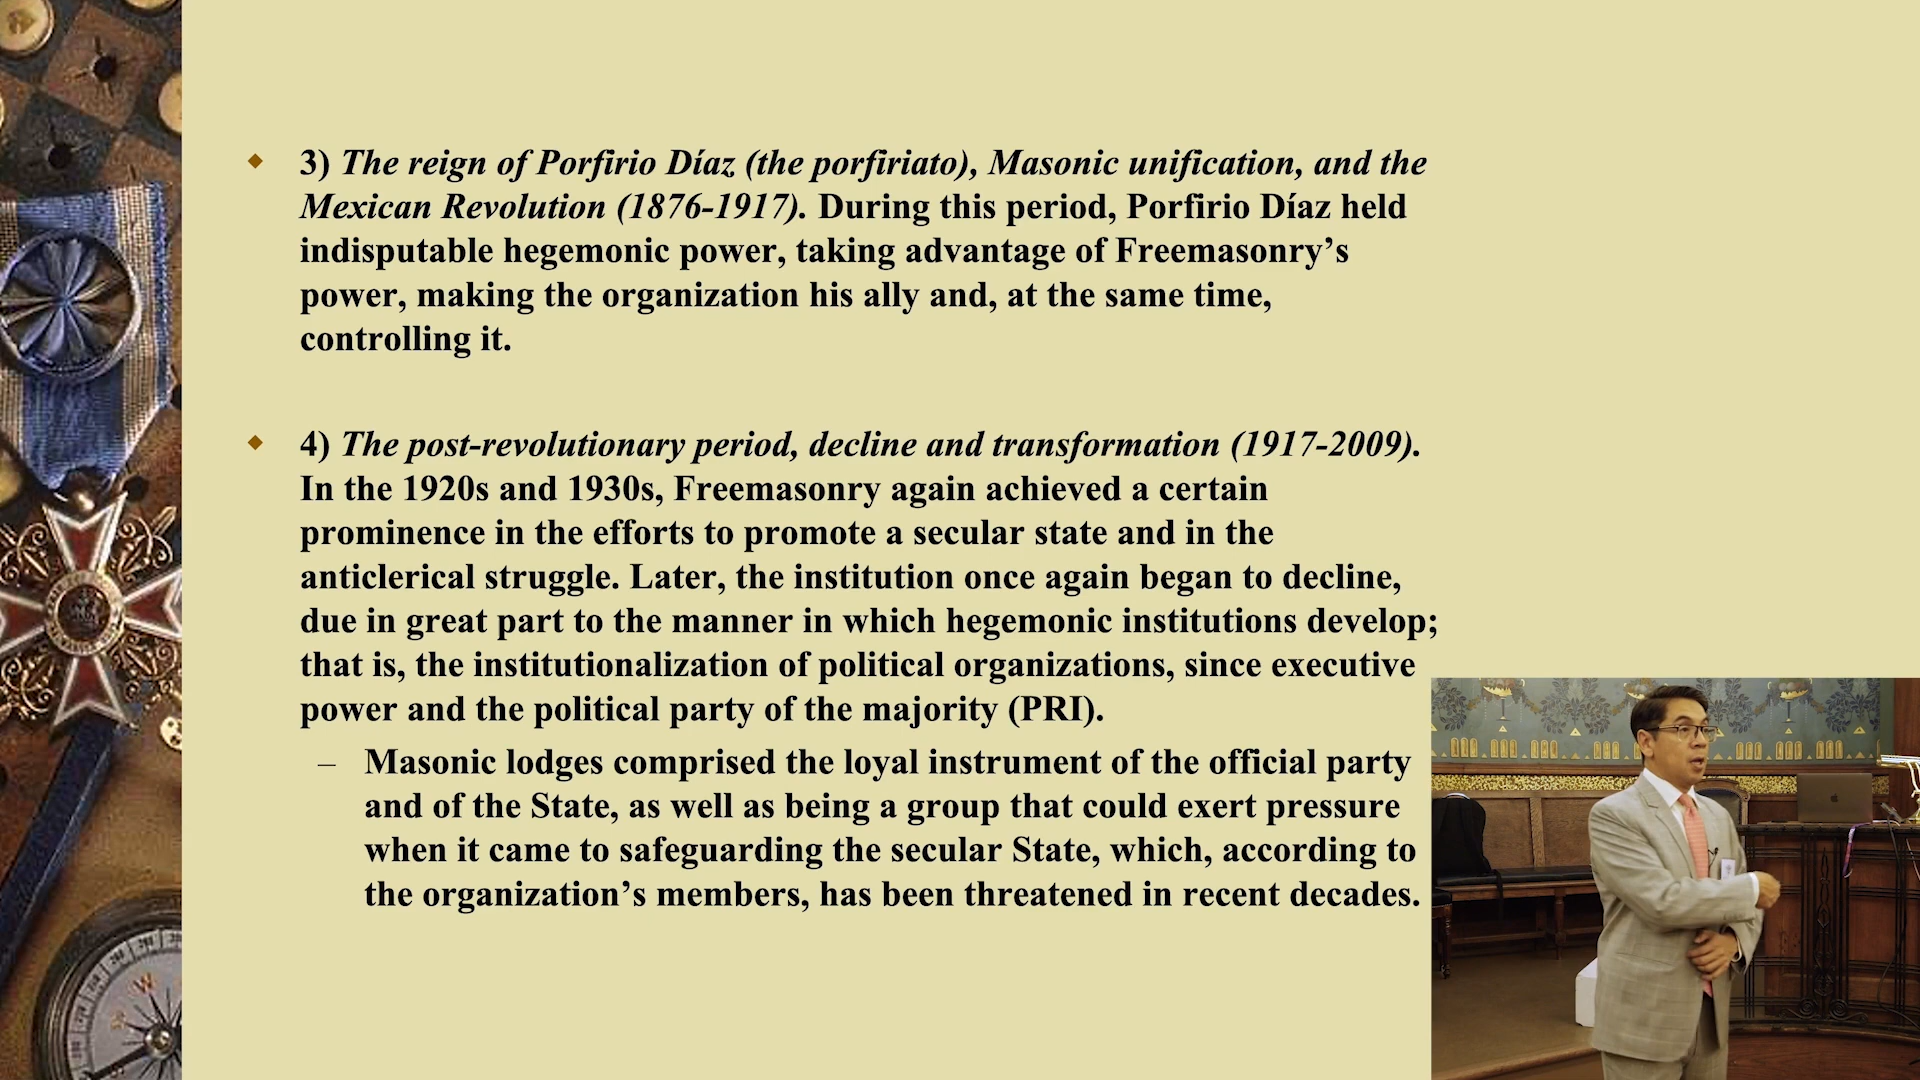 3) The reign of Porfirio Díaz (the porfiriato), Masonic unification, and the
Mexican Revolution (1876-1917). During this period, Porfirio Díaz held
indisputable hegemonic power, taking advantage of Freemasonry’s
power, making the organization his ally and, at the same time,
controlling it.
4) The post-revolutionary period, decline and transformation (1917-2009).
In the 1920s and 1930s, Freemasonry again achieved a certain
prominence in the efforts to promote a secular state and in the
anticlerical struggle. Later, the institution once again began to decline,
due in great part to the manner in which hegemonic institutions develop;
that is, the institutionalization of political organizations, since executive
power and the political party of the majority (PRI).
– Masonic lodges comprised the loyal instrument of the official party
and of the State, as well as being a group that could exert pressure
when it came to safeguarding the secular State, which, according to
the organization’s members, has been threatened in recent decades.
W